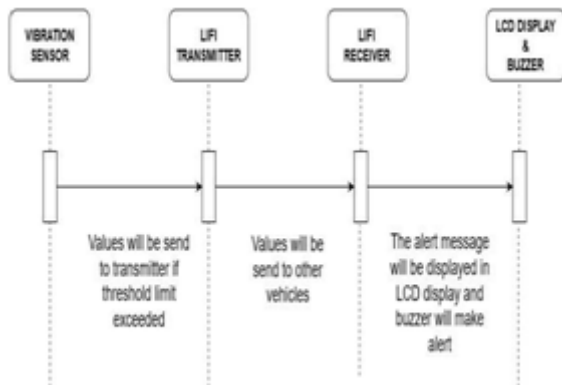 VIBRATION
SENSOR
LIFI
TRANSMITTER
LIFI
RECEIVER
LCD DISPLAY
&
BUZZER
Values will be send
to transmitter if
threshold limit
exceeded
Values will be
send to other
vehicles
The alert message
will be displayed in
LCD display and
buzzer will make
alert